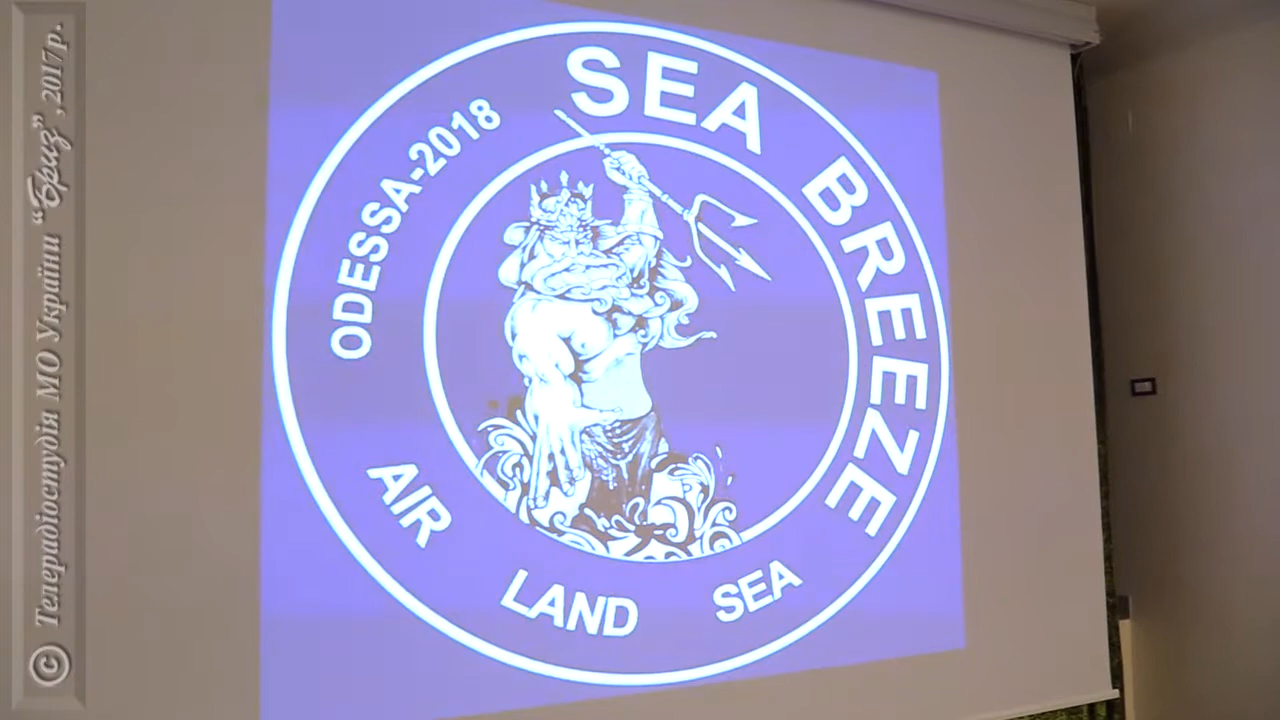 © Телерадіостудія МО України “Бриз”, 2017р.
ODESSA-2018
SEA BREEZE
AIR LAND SEA